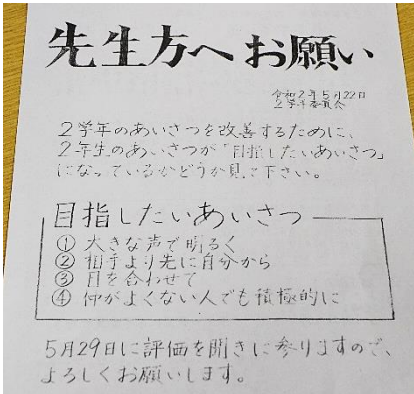 先生方へお願い
令和2年5月22日
2学年委員会
2学年のあいさつを改善するために、
2年生のあいさつが「目指したいあいさつ」
になっているかどうか見て下さい。
目指したいあいさつ
① 大きな声で明るく
② 相手より先に自分から
③ 目を合わせて
④ 仲がよくない人でも積極的に
5月29日に評価を聞きに参りますので、
よろしくお願いします。